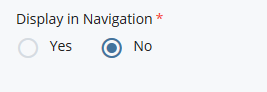 Display in Navigation *
Yes No